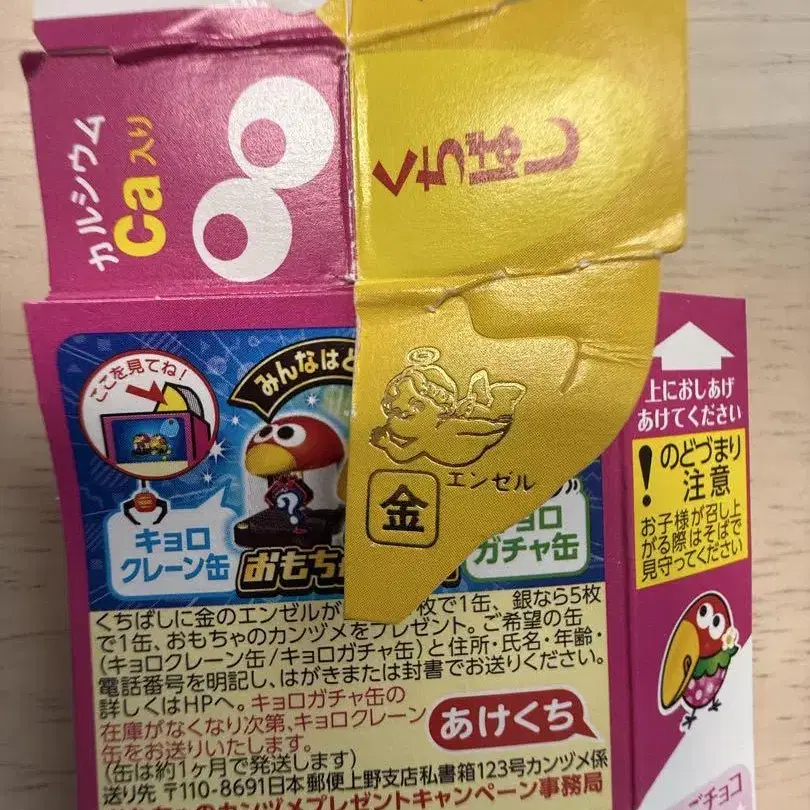 カルシウム
Ca入り
くちばし
ここを見てね!
みんなはど
エンゼル
金
キョロ
クレーン缶
おもち
ガチャ缶
上におしあげ
あけてください
!のどづまり
注意
お子様が召し上
がる際はそばで
見守ってください
くちばしに金のエンゼルが 枚で1缶、銀なら5枚
で1缶、おもちゃのカンヅメをプレゼント。ご希望の缶
(キョロクレーン缶/キョロガチャ缶)と住所・氏名・年齢・
電話番号を明記し、はがきまたは封書でお送りください。
詳しくはHPへ。キョロガチャ缶の
在庫がなくなり次第、キョロクレーン
缶をお送りいたします。
(缶は約1ヶ月で発送します)
あけくち
送り先 〒110-8691日本郵便上野支店私書箱123号カンヅメ係
のカンヅメプレゼントキャンペーン事務局
チョコ